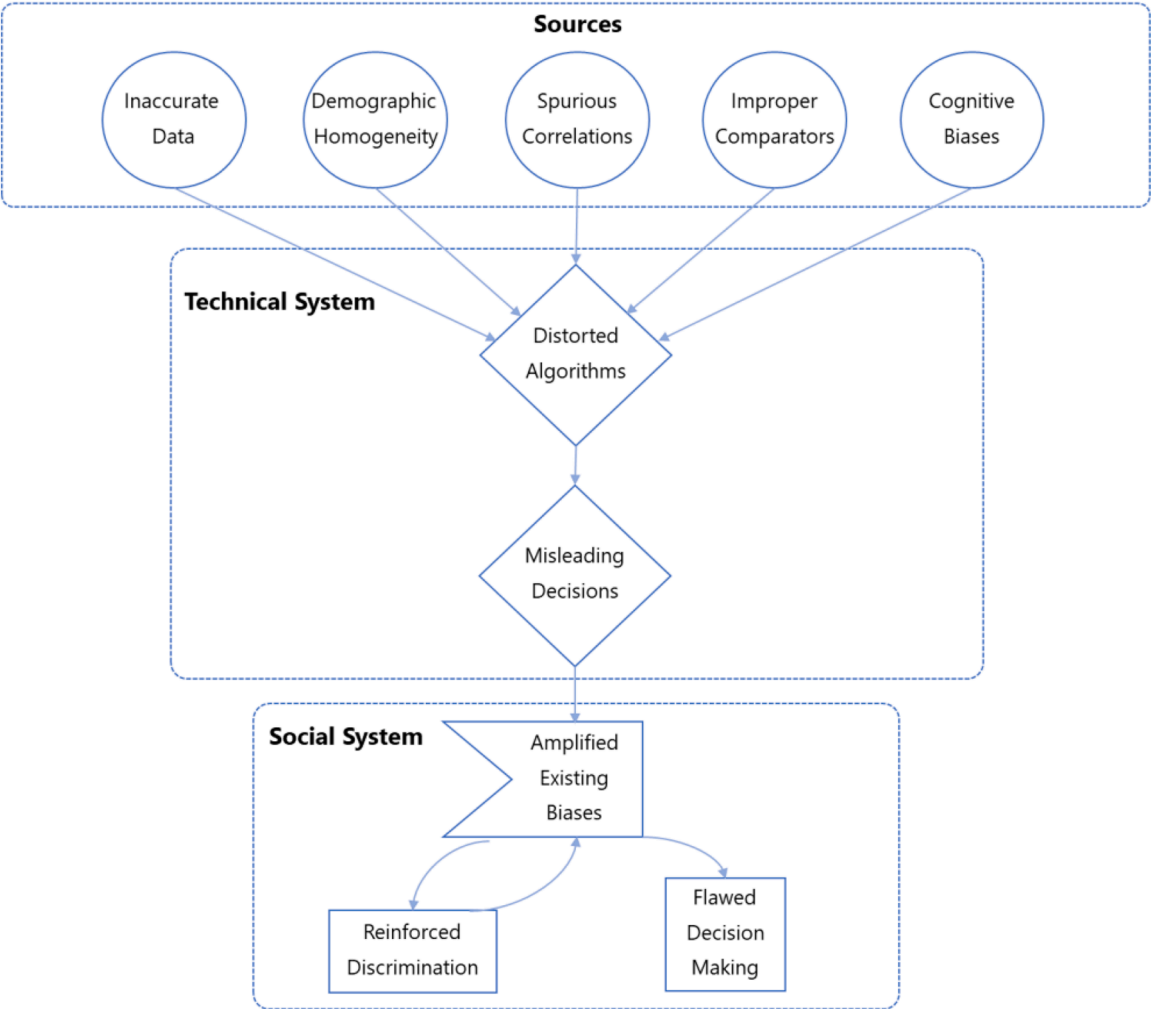 Sources
Inaccurate
Data
Demographic
Homogeneity
Spurious
Correlations
Improper
Comparators
Cognitive
Biases
Technical System
Distorted
Algorithms
Misleading
Decisions
Social System
Amplified
Existing
Biases
Reinforced
Discrimination
Flawed
Decision
Making